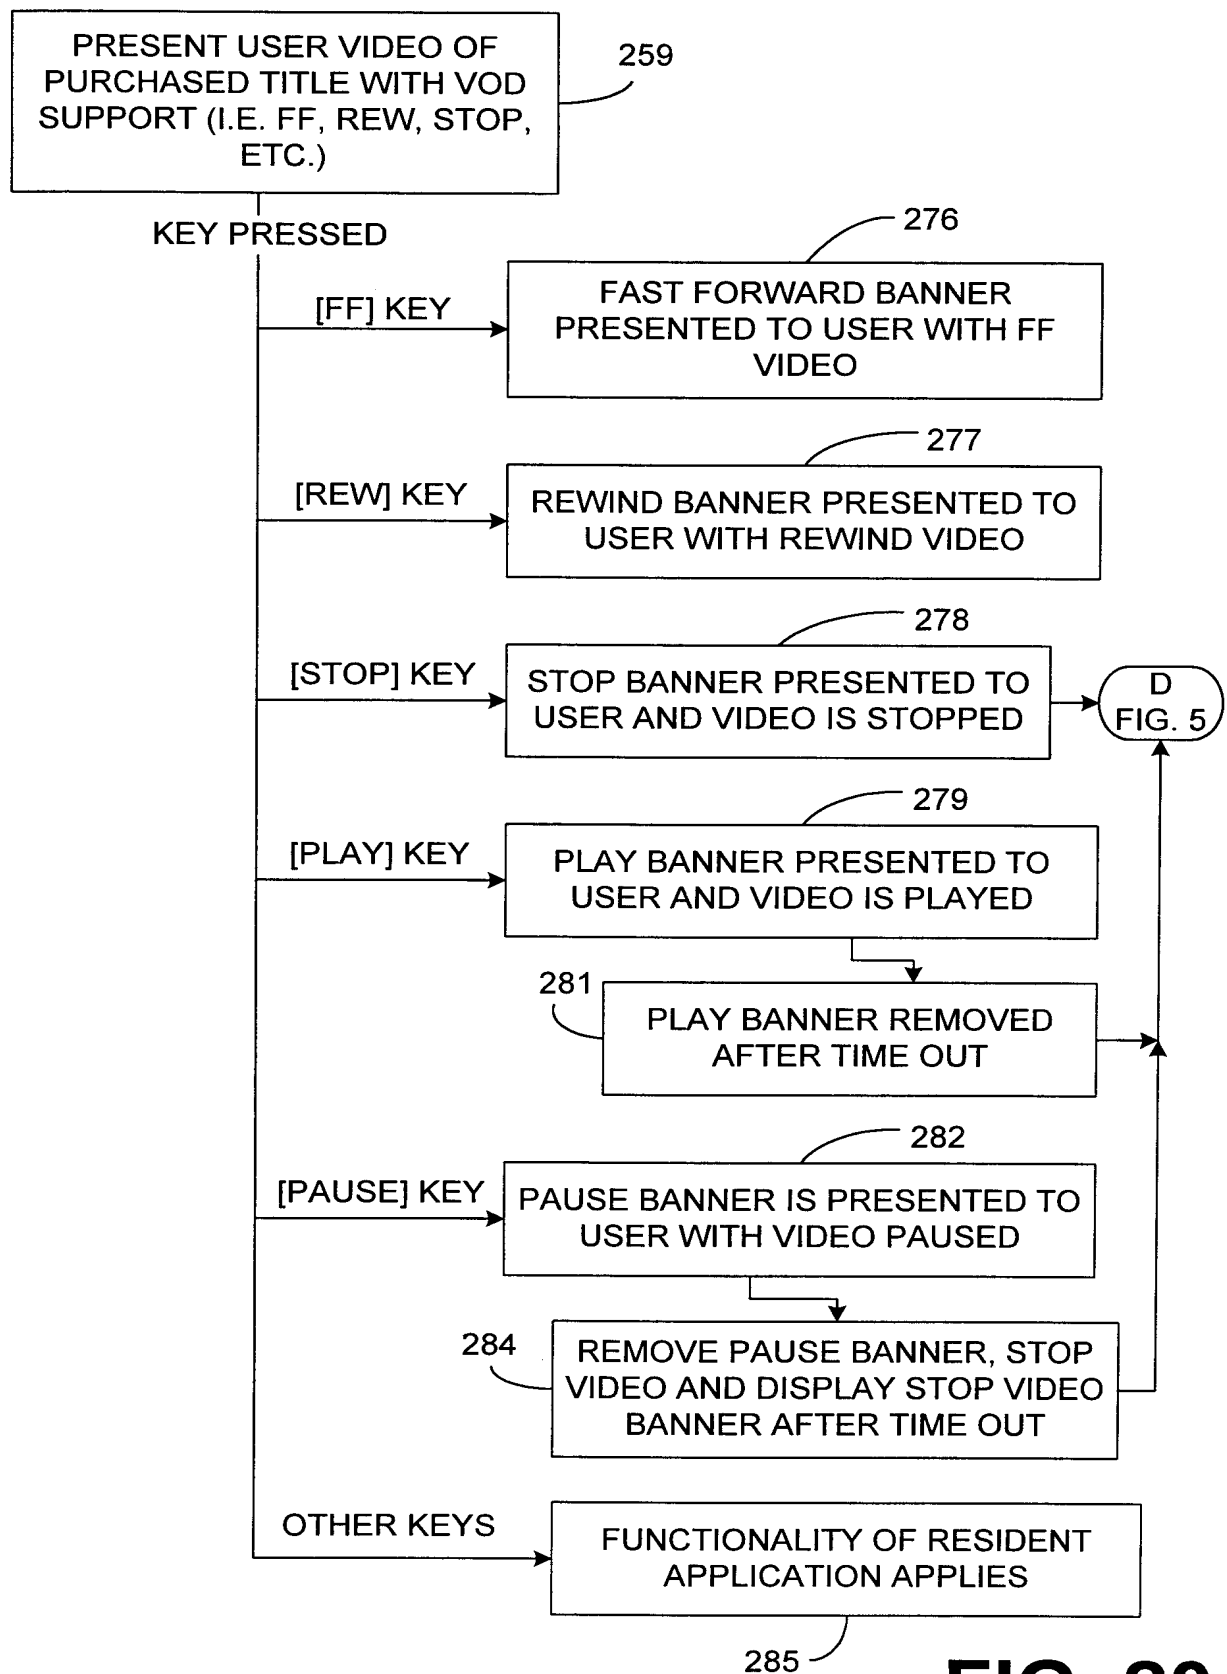 PRESENT USER VIDEO OF
PURCHASED TITLE WITH VOD
SUPPORT (I.E. FF, REW, STOP,
ETC.)
259
KEY PRESSED
276
[FF] KEY
FAST FORWARD BANNER
PRESENTED TO USER WITH FF
VIDEO
277
[REW] KEY
REWIND BANNER PRESENTED TO
USER WITH REWIND VIDEO
278
[STOP] KEY
STOP BANNER PRESENTED TO
USER AND VIDEO IS STOPPED
D
FIG. 5
279
[PLAY] KEY
PLAY BANNER PRESENTED TO
USER AND VIDEO IS PLAYED
281
PLAY BANNER REMOVED
AFTER TIME OUT
282
[PAUSE] KEY
PAUSE BANNER IS PRESENTED TO
USER WITH VIDEO PAUSED
284
REMOVE PAUSE BANNER, STOP
VIDEO AND DISPLAY STOP VIDEO
BANNER AFTER TIME OUT
OTHER KEYS
FUNCTIONALITY OF RESIDENT
APPLICATION APPLIES
285
FIG.